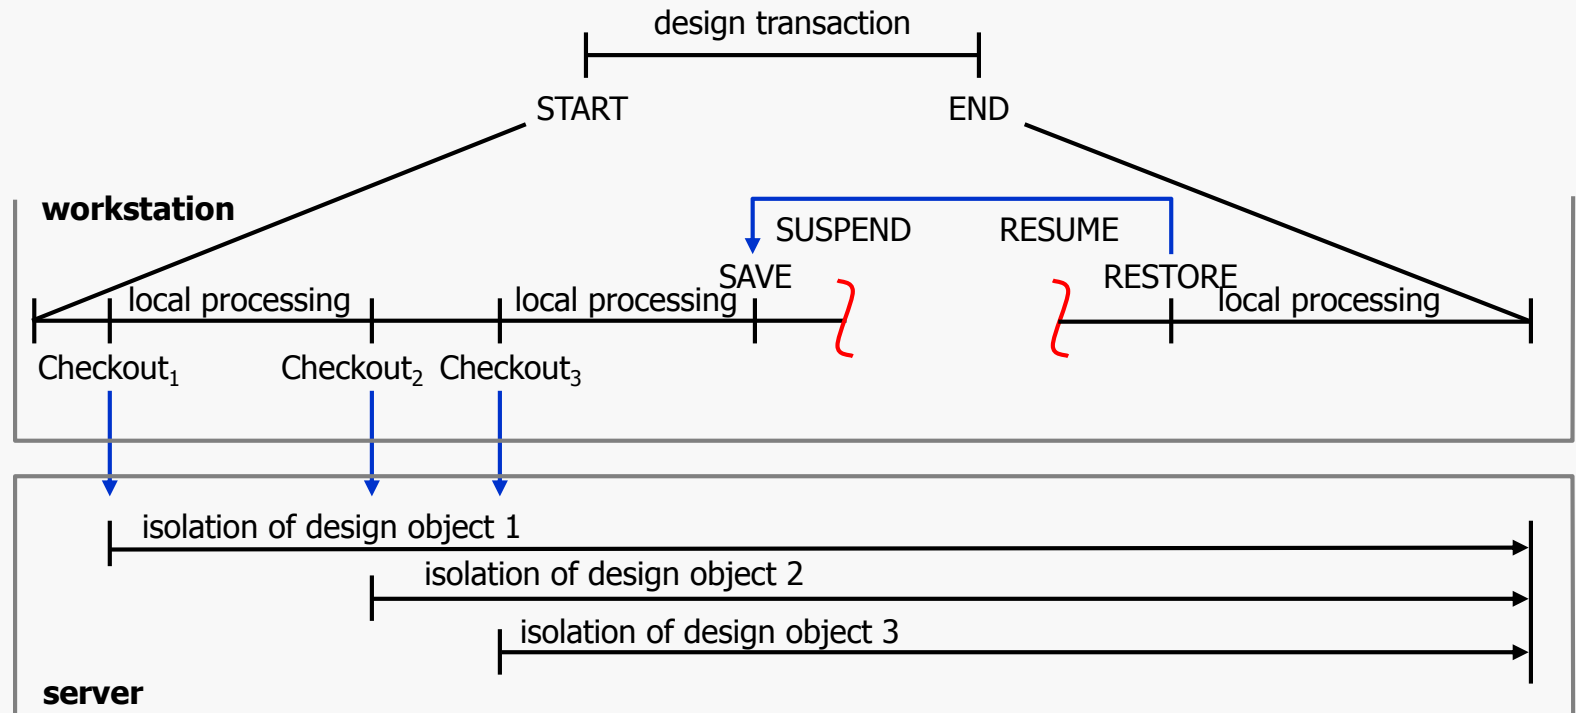 design transaction
START
END
workstation
SUSPEND
RESUME
SAVE
RESTORE
local processing
local processing
local processing
Checkout₁
Checkout₂
Checkout₃
isolation of design object 1
isolation of design object 2
isolation of design object 3
server